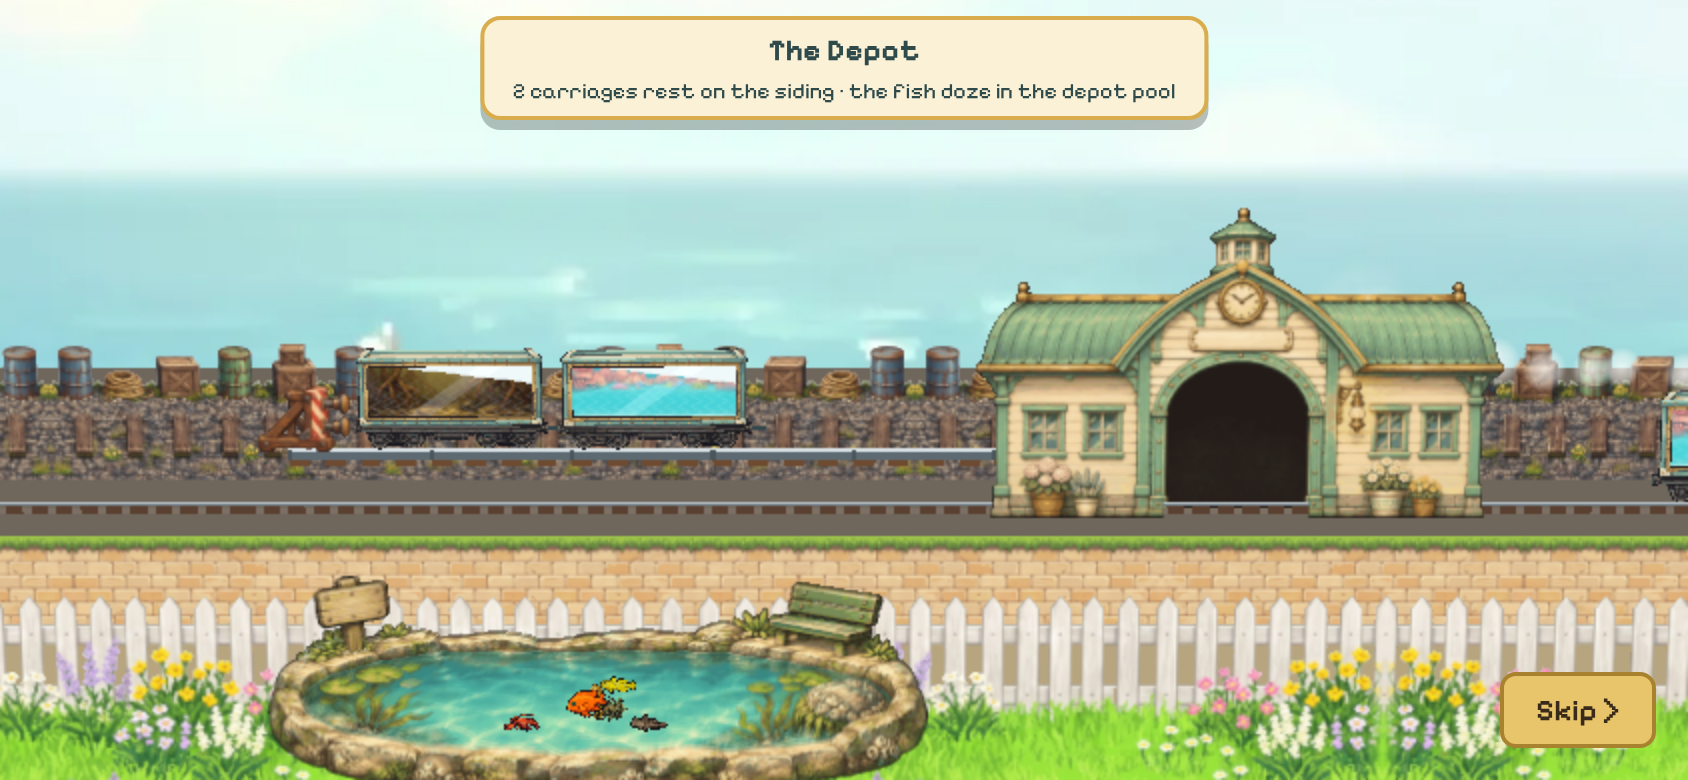 The Depot
2 carriages rest on the siding · the fish doze in the depot pool
Skip >